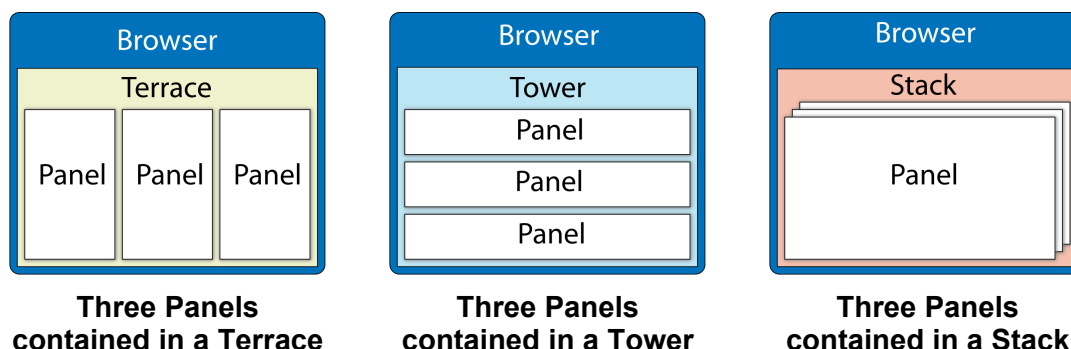 Browser
Terrace
Panel Panel Panel
Three Panels
contained in a Terrace
Browser
Tower
Panel
Panel
Panel
Three Panels
contained in a Tower
Browser
Stack
Panel
Three Panels
contained in a Stack